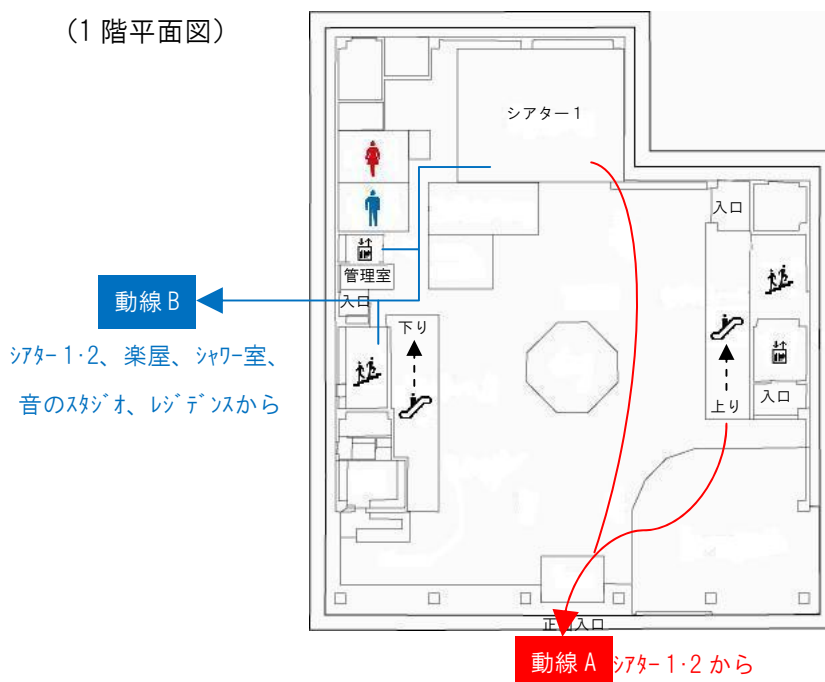 (1階平面図)
シアター1
入口
管理室
入口
動線B
下り
ｼｱﾀｰ1･2、楽屋、ｼｬﾜｰ室、
音のｽﾀｼﾞｵ、ﾚｼﾞﾃﾞﾝｽから
入口
上り
入口
動線A ｼｱﾀｰ1･2から